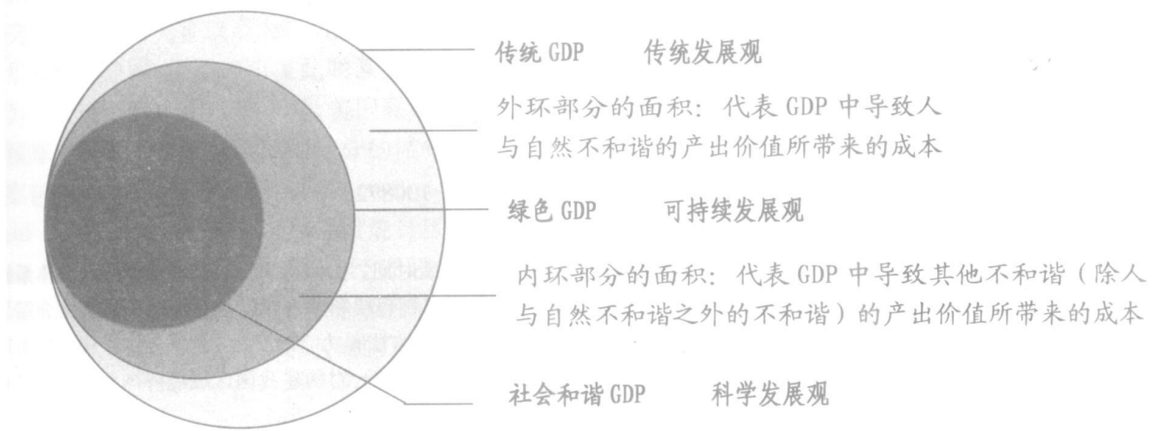 传统 GDP 传统发展观
外环部分的面积：代表 GDP 中导致人
与自然不和谐的产出价值所带来的成本
绿色 GDP 可持续发展观
内环部分的面积：代表 GDP 中导致其他不和谐（除人
与自然不和谐之外的不和谐）的产出价值所带来的成本
社会和谐 GDP 科学发展观